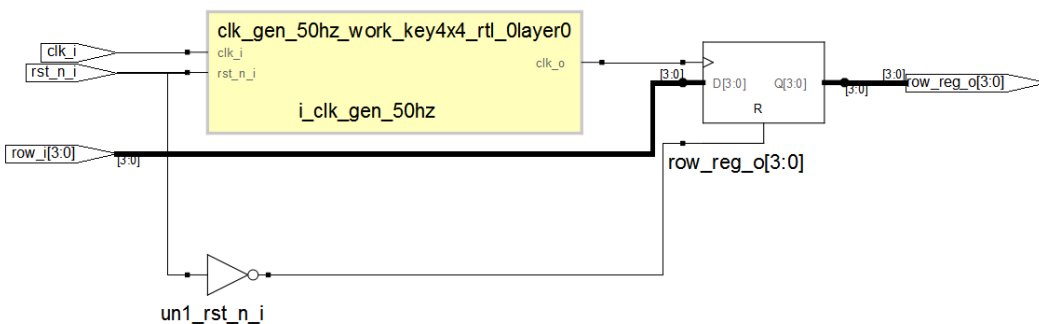 clk_gen_50hz_work_key4x4_rtl_0layer0
clk_i
clk_i
rst_n_i
rst_n_i
clk_o
i_clk_gen_50hz
[3:0]
D[3:0]
Q[3:0]
R
[3:0]
[3:0]
row_reg_o[3:0]
row_i[3:0]
[3:0]
row_reg_o[3:0]
un1_rst_n_i